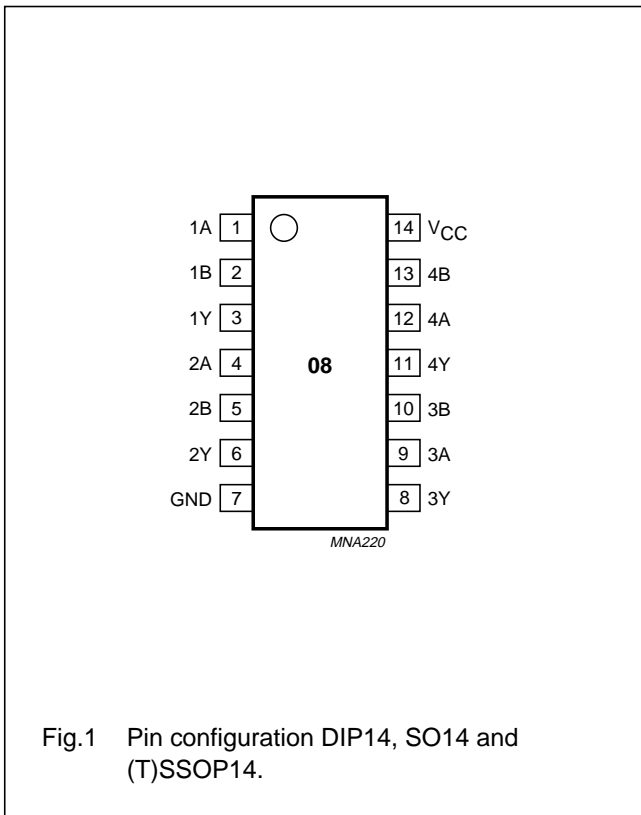 1A 1 14 VCC
1B 2 13 4B
1Y 3 12 4A
2A 4 08 11 4Y
2B 5 10 3B
2Y 6 9 3A
GND 7 8 3Y
MNA220
Fig.1 Pin configuration DIP14, SO14 and
(T)SSOP14.